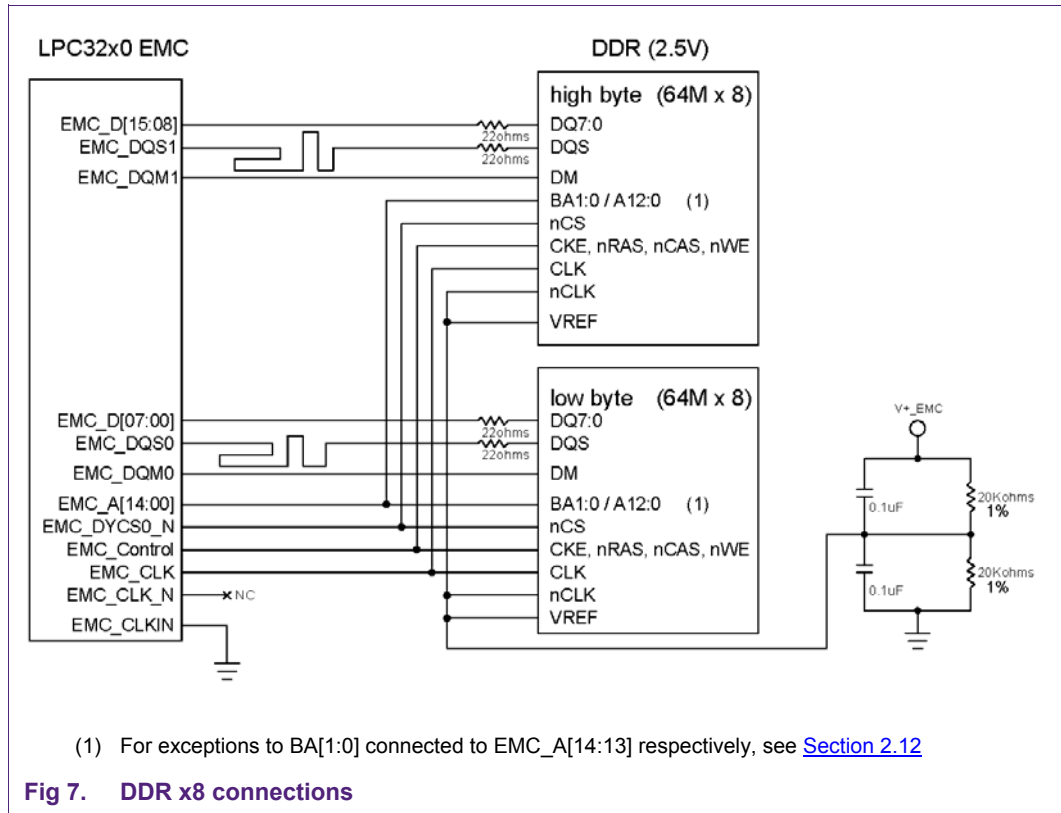 LPC32x0 EMC
DDR (2.5V)
EMC_D[15:08]
EMC_DQS1
EMC_DQM1
22ohms
22ohms
high byte (64M x 8)
DQ7:0
DQS
DM
BA1:0 / A12:0 (1)
nCS
CKE, nRAS, nCAS, nWE
CLK
nCLK
VREF
EMC_D[07:00]
EMC_DQS0
EMC_DQM0
EMC_A[14:00]
EMC_DYCS0_N
EMC_Control
EMC_CLK
EMC_CLK_N
NC
EMC_CLKIN
22ohms
22ohms
low byte (64M x 8)
DQ7:0
DQS
DM
BA1:0 / A12:0 (1)
nCS
CKE, nRAS, nCAS, nWE
CLK
nCLK
VREF
V+_EMC
0.1uF
20Kohms
1%
0.1uF
20Kohms
1%
(1) For exceptions to BA[1:0] connected to EMC_A[14:13] respectively, see Section 2.12
Fig 7. DDR x8 connections